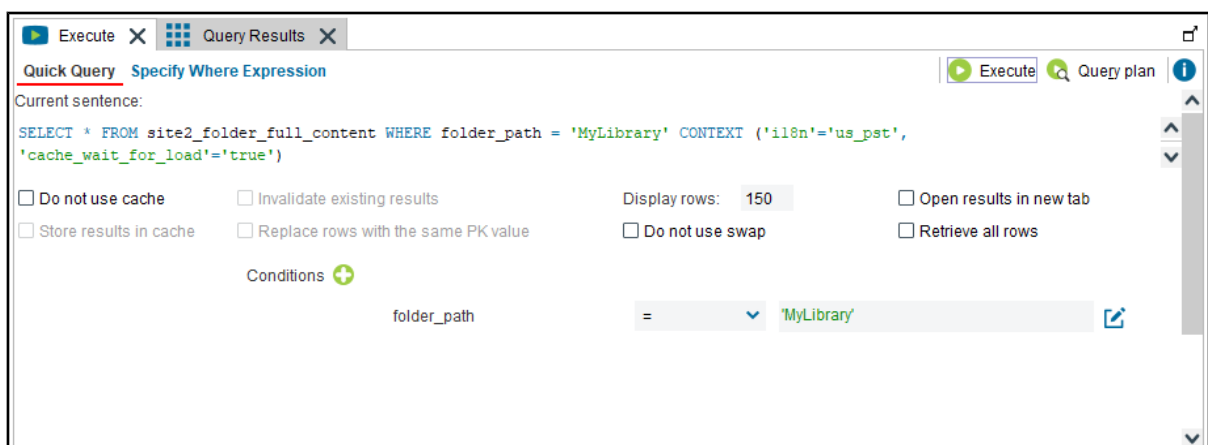 Execute Query Results
Quick Query Specify Where Expression Execute Query plan
Current sentence:
SELECT * FROM site2_folder_full_content WHERE folder_path = 'MyLibrary' CONTEXT ('i18n'='us_pst',
'cache_wait_for_load'='true')
Do not use cache Invalidate existing results Display rows: 150 Open results in new tab
Store results in cache Replace rows with the same PK value Do not use swap Retrieve all rows
Conditions
folder_path = 'MyLibrary'